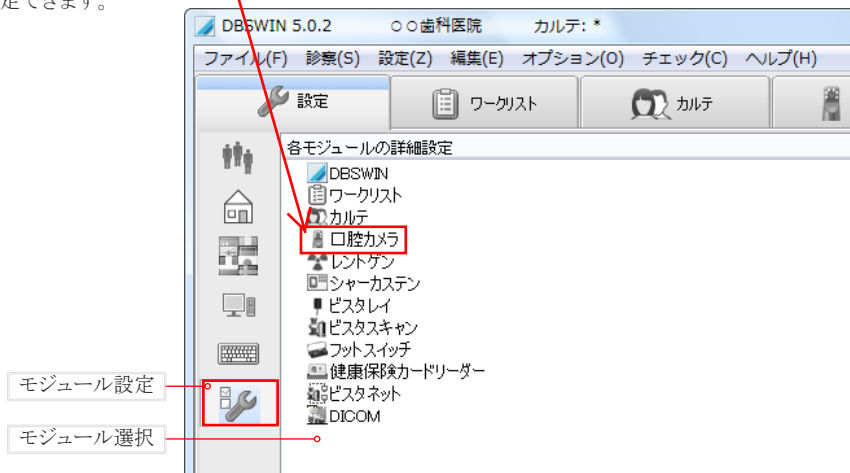 定できます。
DBSWIN 5.0.2 ○○歯科医院 カルテ: *
ファイル(F) 診察(S) 設定(Z) 編集(E) オプション(O) チェック(C) ヘルプ(H)
設定 ワークリスト カルテ
各モジュールの詳細設定
DBSWIN
ワークリスト
カルテ
口腔カメラ
レントゲン
シャーカステン
ビスタレイ
ビスタスキャン
フットスイッチ
健康保険カードリーダー
ビスタネット
DICOM
モジュール設定
モジュール選択